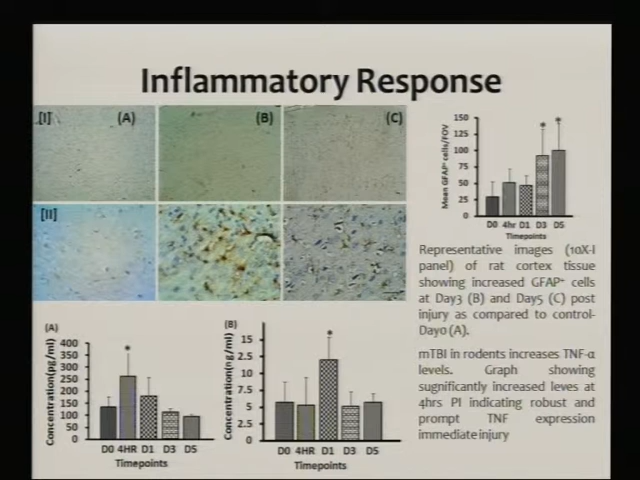 Inflammatory Response
[I]
(A)
(B)
(C)
[II]
Mean GFAP⁺ cells/FOV
150
125
100
75
50
25
0
*
*
D0 4hr D1 D3 D5
Timepoints
Representative images (10X-I
panel) of rat cortex tissue
showing increased GFAP⁺ cells
at Day3 (B) and Day5 (C) post
injury as compared to control-
Day0 (A).
mTBI in rodents increases TNF-α
levels. Graph showing
sugnificantly increased leves at
4hrs PI indicating robust and
prompt TNF expression
immediate injury
(A)
Concentration(pg/ml)
400
350
300
250
200
150
100
50
0
*
D0 4HR D1 D3 D5
Timepoints
(B)
Concentration(ng/ml)
15
12.5
10
7.5
5
2.5
0
*
D0 4HR D1 D3 D5
Timepoints